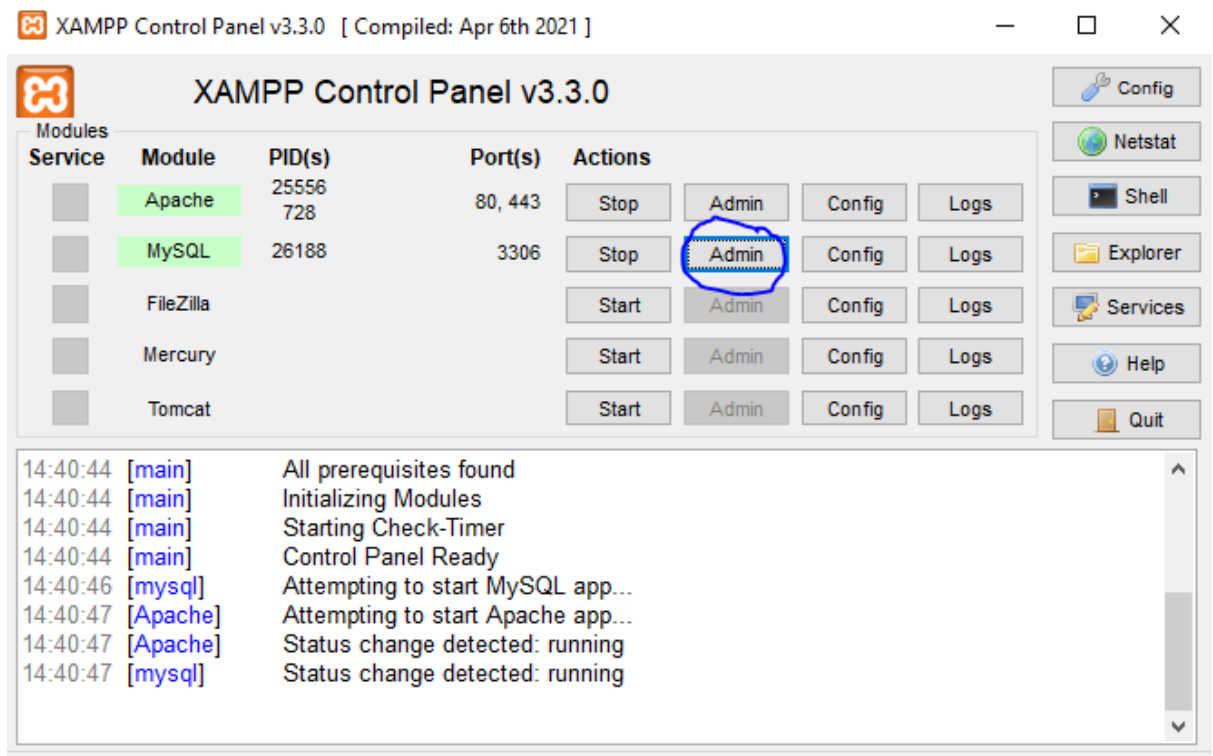 XAMPP Control Panel v3.3.0 [ Compiled: Apr 6th 2021 ]
XAMPP Control Panel v3.3.0
Config
Modules
Netstat
Service Module PID(s) Port(s) Actions
Apache 25556 728 80, 443 Stop Admin Config Logs
Shell
MySQL 26188 3306 Stop Admin Config Logs
Explorer
FileZilla Start Admin Config Logs
Services
Mercury Start Admin Config Logs
Help
Tomcat Start Admin Config Logs
Quit
14:40:44 [main] All prerequisites found
14:40:44 [main] Initializing Modules
14:40:44 [main] Starting Check-Timer
14:40:44 [main] Control Panel Ready
14:40:46 [mysql] Attempting to start MySQL app...
14:40:47 [Apache] Attempting to start Apache app...
14:40:47 [Apache] Status change detected: running
14:40:47 [mysql] Status change detected: running